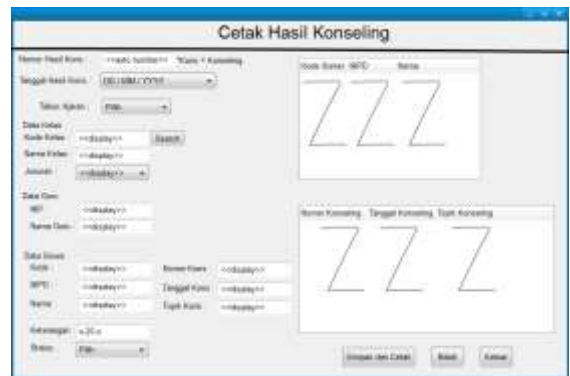 Cetak Hasil Konseling
Nomor Hasil Kons : <<auto number>> *Kons = Konseling
Tanggal Hasil Kons : DD / MM / YYYY
Tahun Ajaran : Pilih
Data Kelas
Kode Kelas : <<display>> Search
Nama Kelas : <<display>>
Jurusan : <<display>>
Data Guru
NIP : <<display>>
Nama Guru : <<display>>
Data Siswa
Kode : <<display>> Nomor Kons : <<display>>
NIPD : <<display>> Tanggal Kons : <<display>>
Nama : <<display>> Topik Kons : <<display>>
Keterangan :
Status : Pilih
Kode Siswa NIPD Nama
Nomor Konseling Tanggal Konseling Topik Konseling
Simpan dan Cetak Batal Keluar